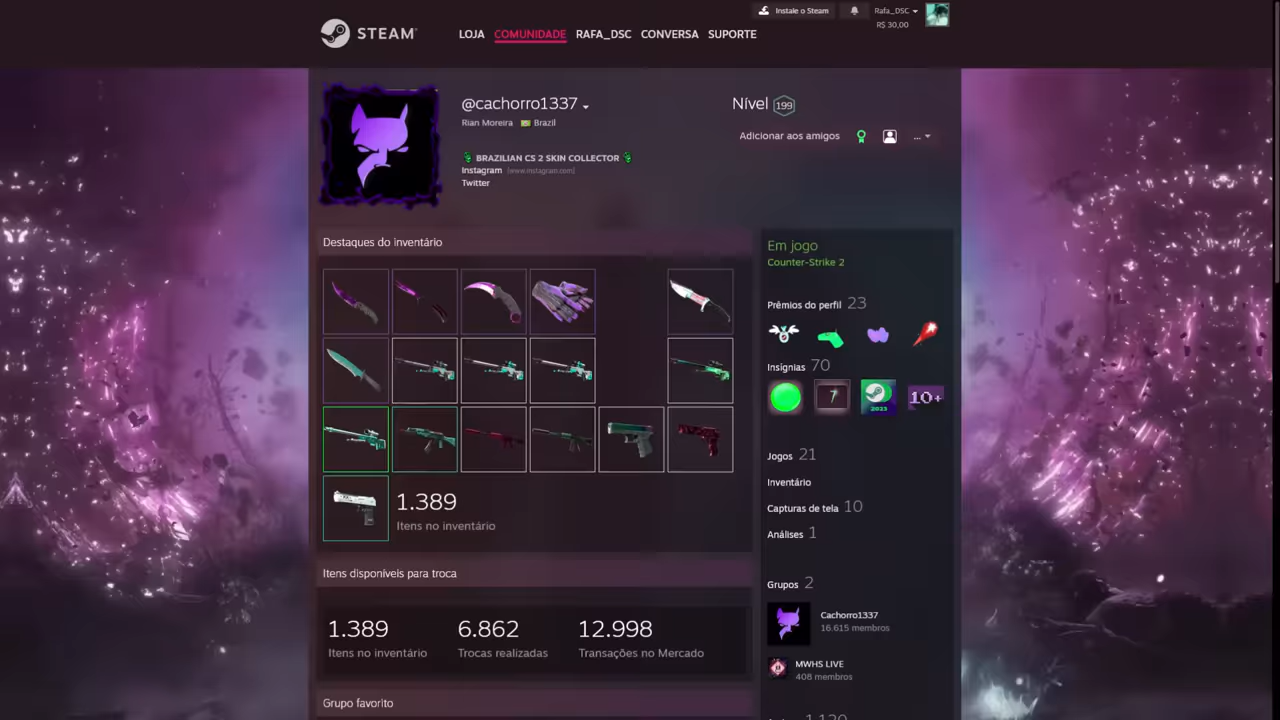 Instale o Steam
Rafa_DSC
R$ 30,00
STEAM
LOJA COMUNIDADE RAFA_DSC CONVERSA SUPORTE
@cachorro1337
Rian Moreira Brazil
BRAZILIAN CS 2 SKIN COLLECTOR
Instagram [www.instagram.com]
Twitter
Nível 199
Adicionar aos amigos
...
Destaques do inventário
1.389
Itens no inventário
Itens disponíveis para troca
1.389 6.862 12.998
Itens no inventário Trocas realizadas Transações no Mercado
Grupo favorito
Em jogo
Counter-Strike 2
Prêmios do perfil 23
Insígnias 70
2023
10+
Jogos 21
Inventário
Capturas de tela 10
Análises 1
Grupos 2
Cachorro1337
16.615 membros
MWHS LIVE
408 membros